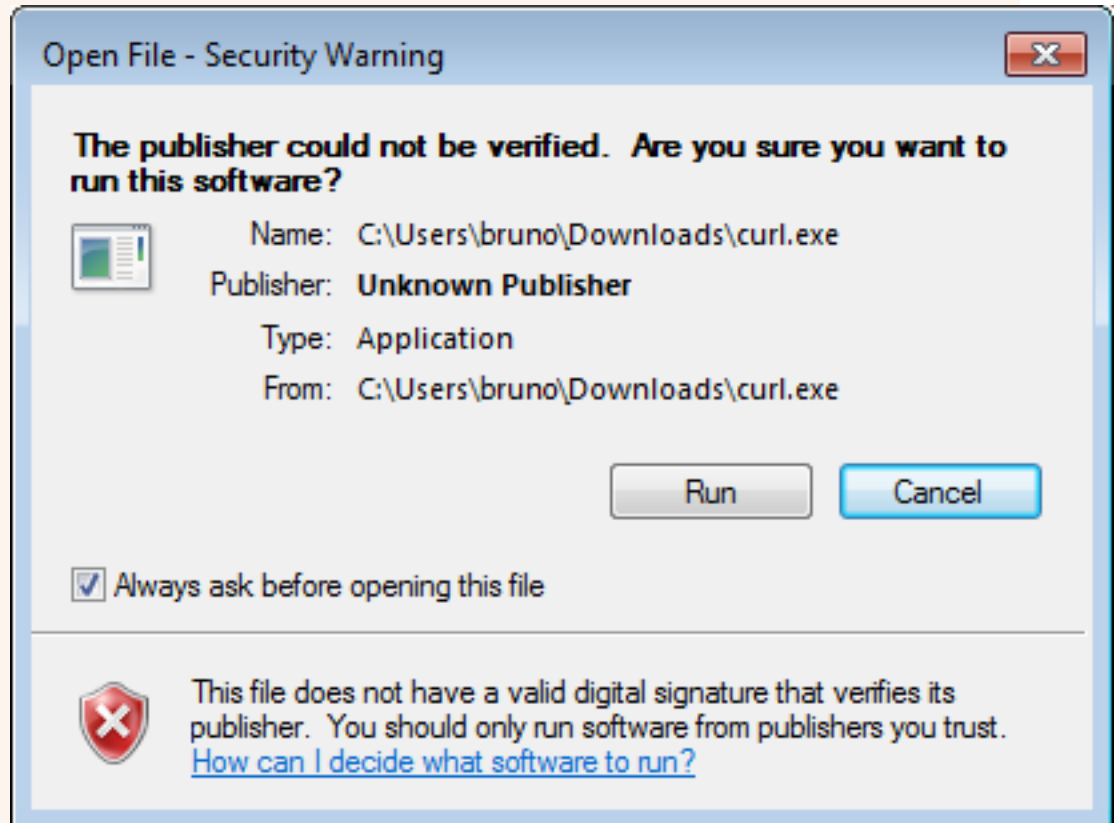 Open File - Security Warning
The publisher could not be verified.  Are you sure you want to
run this software?
Name: C:\Users\bruno\Downloads\curl.exe
Publisher: Unknown Publisher
Type: Application
From: C:\Users\bruno\Downloads\curl.exe
Run Cancel
Always ask before opening this file
This file does not have a valid digital signature that verifies its
publisher.  You should only run software from publishers you trust.
How can I decide what software to run?